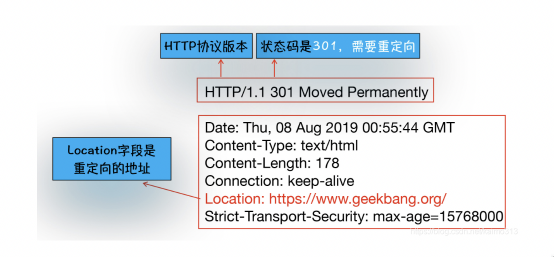 HTTP协议版本
状态码是301，需要重定向
HTTP/1.1 301 Moved Permanently
Location字段是
重定向的地址
Date: Thu, 08 Aug 2019 00:55:44 GMT
Content-Type: text/html
Content-Length: 178
Connection: keep-alive
Location: https://www.geekbang.org/
Strict-Transport-Security: max-age=15768000